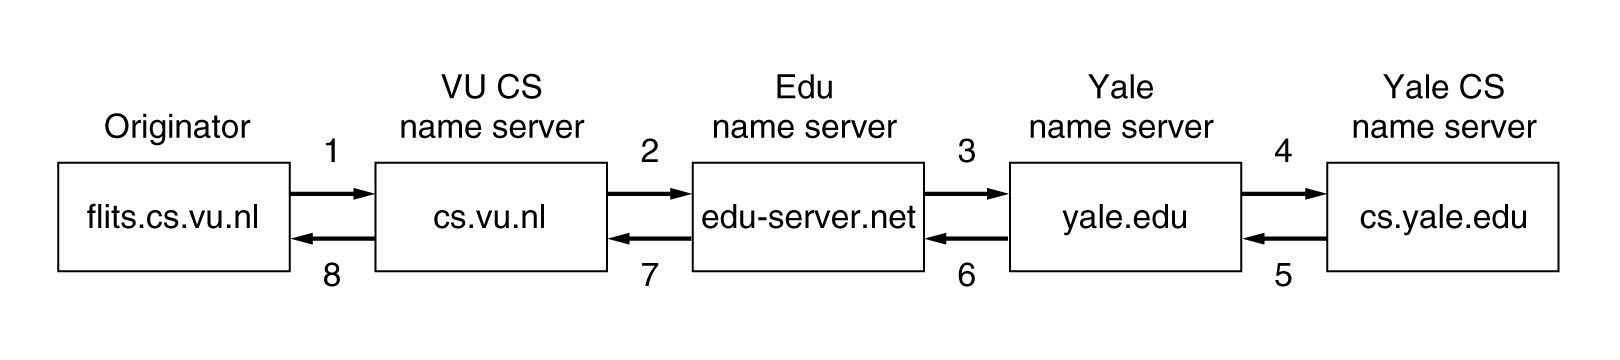 Originator
VU CS
name server
Edu
name server
Yale
name server
Yale CS
name server
1
2
3
4
flits.cs.vu.nl
cs.vu.nl
edu-server.net
yale.edu
cs.yale.edu
8
7
6
5